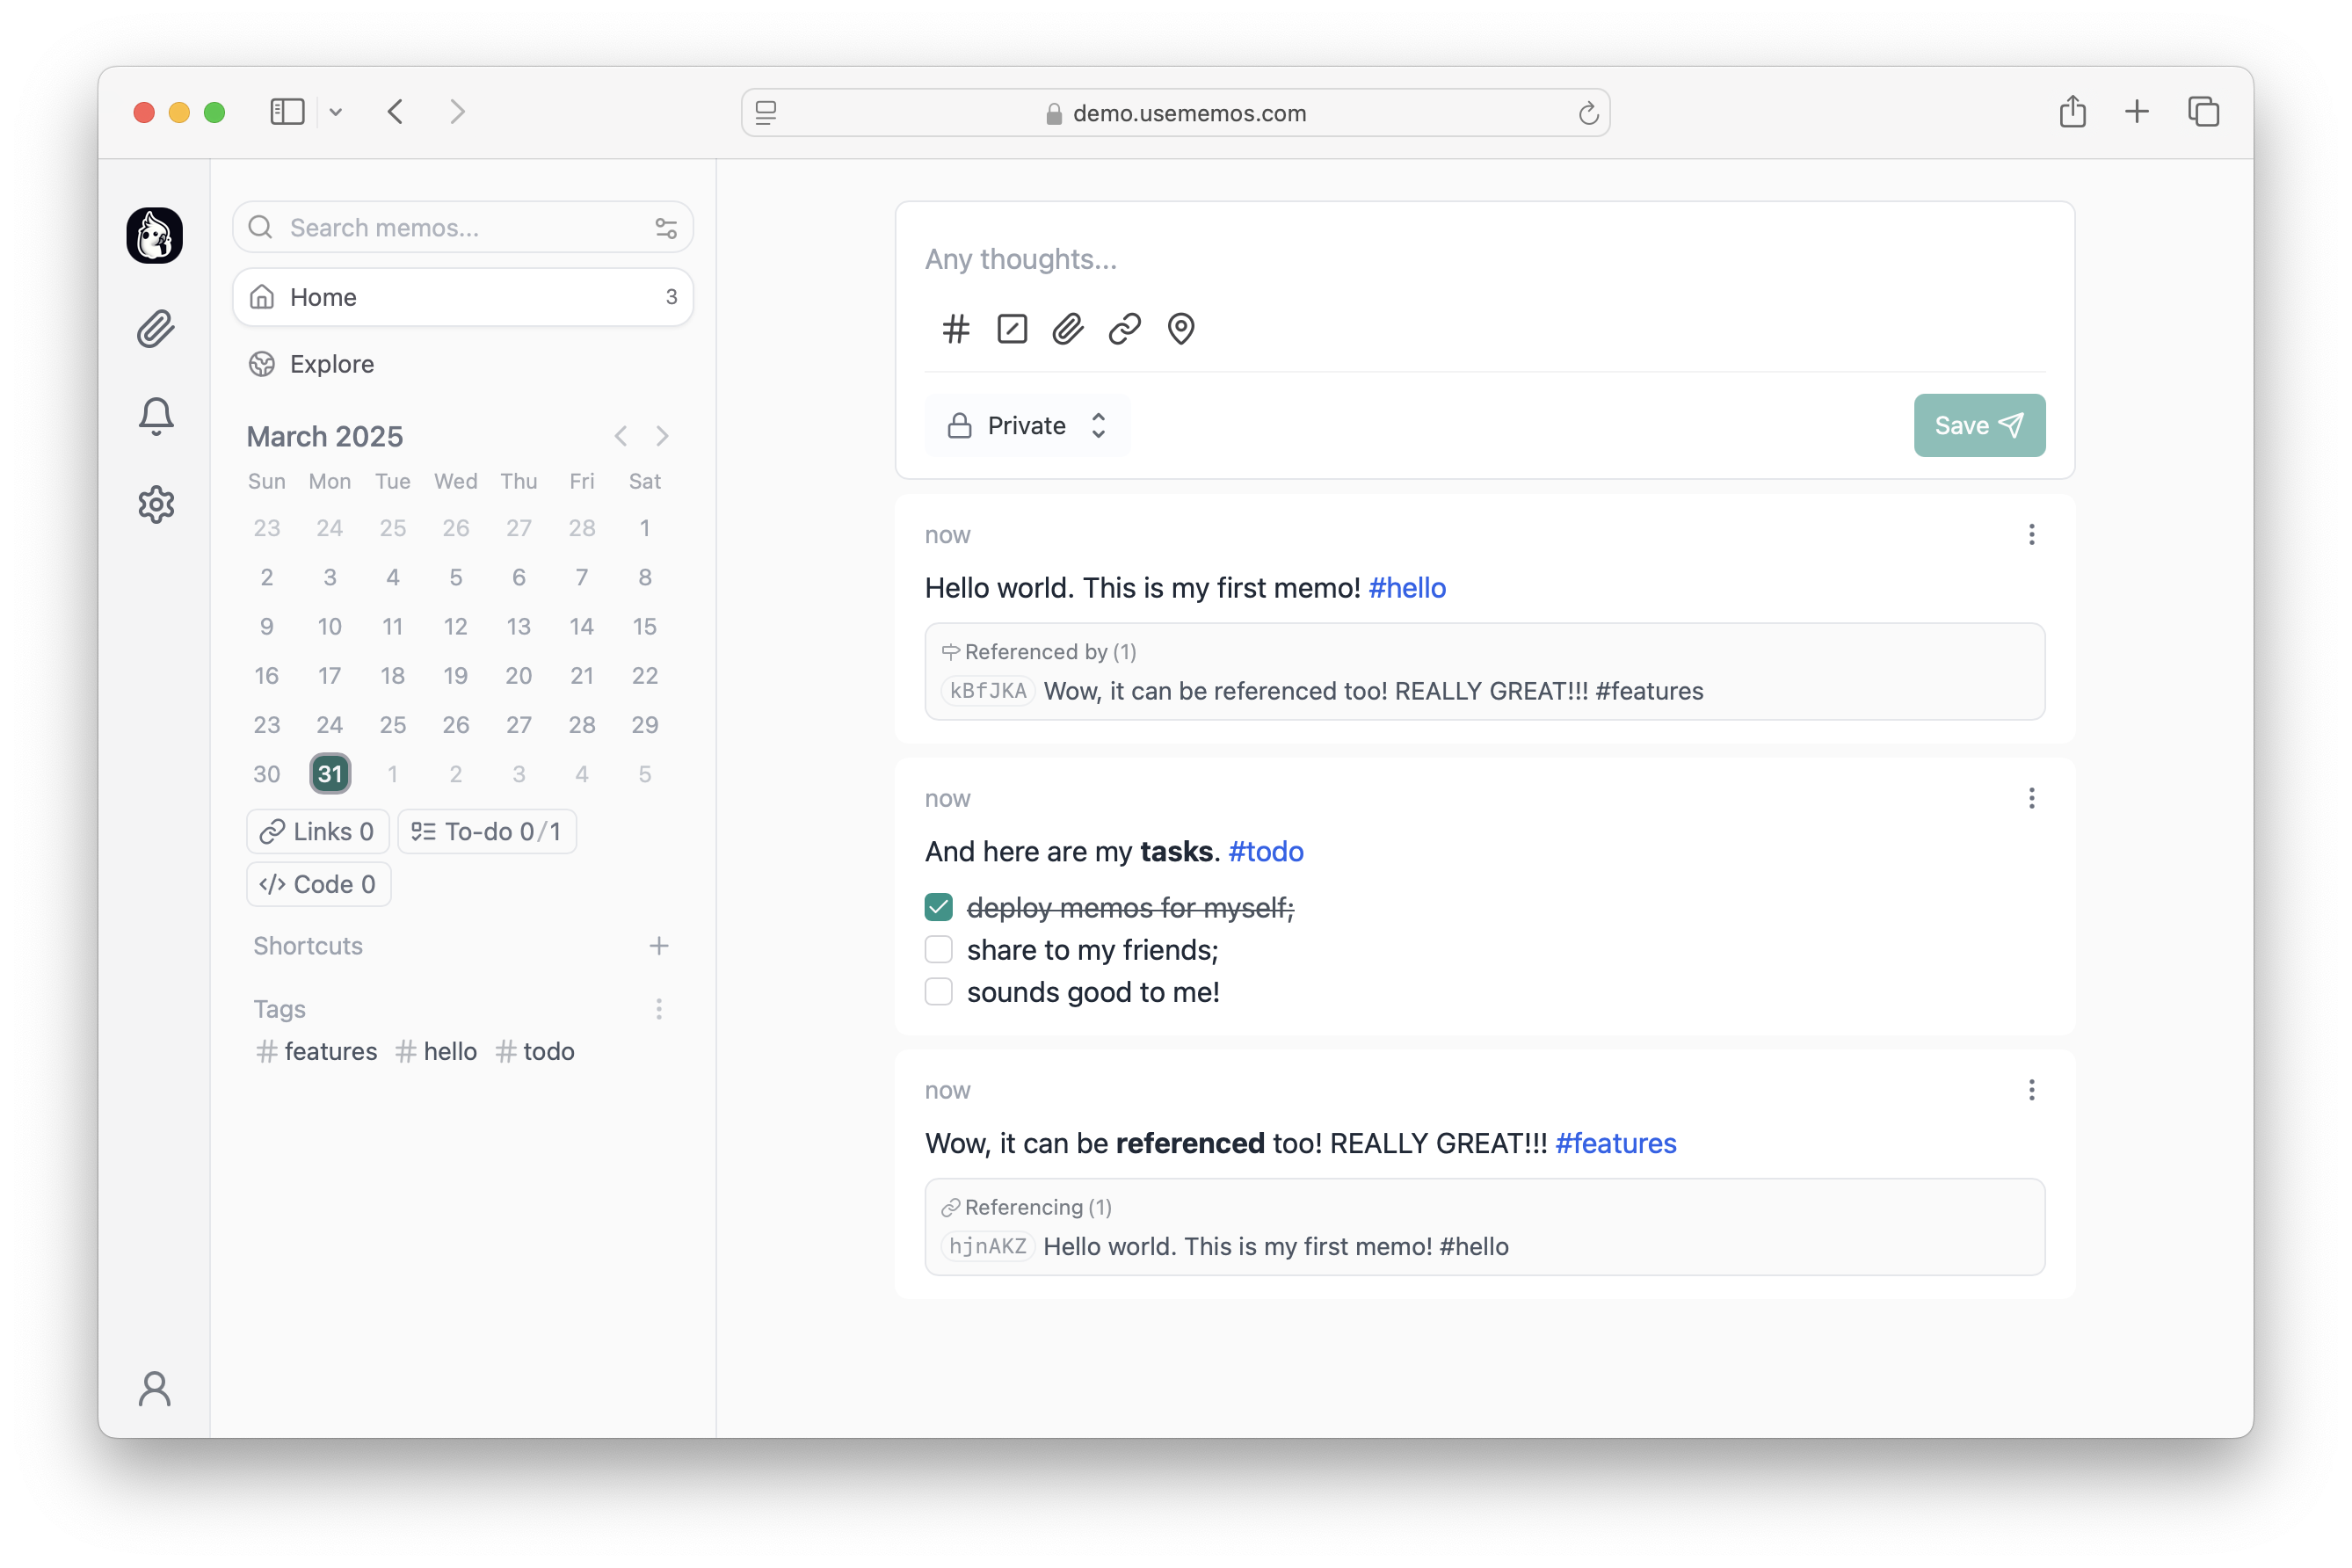 demo.usememos.com
Search memos...
Home 3
Explore
March 2025
Sun Mon Tue Wed Thu Fri Sat
23 24 25 26 27 28 1
2 3 4 5 6 7 8
9 10 11 12 13 14 15
16 17 18 19 20 21 22
23 24 25 26 27 28 29
30 31 1 2 3 4 5
Links 0 To-do 0/1
Code 0
Shortcuts
Tags
# features # hello # todo
Any thoughts...
Private
Save
now
Hello world. This is my first memo! #hello
Referenced by (1)
kBfJKA Wow, it can be referenced too! REALLY GREAT!!! #features
now
And here are my tasks. #todo
deploy memos for myself;
share to my friends;
sounds good to me!
now
Wow, it can be referenced too! REALLY GREAT!!! #features
Referencing (1)
hjnAKZ Hello world. This is my first memo! #hello